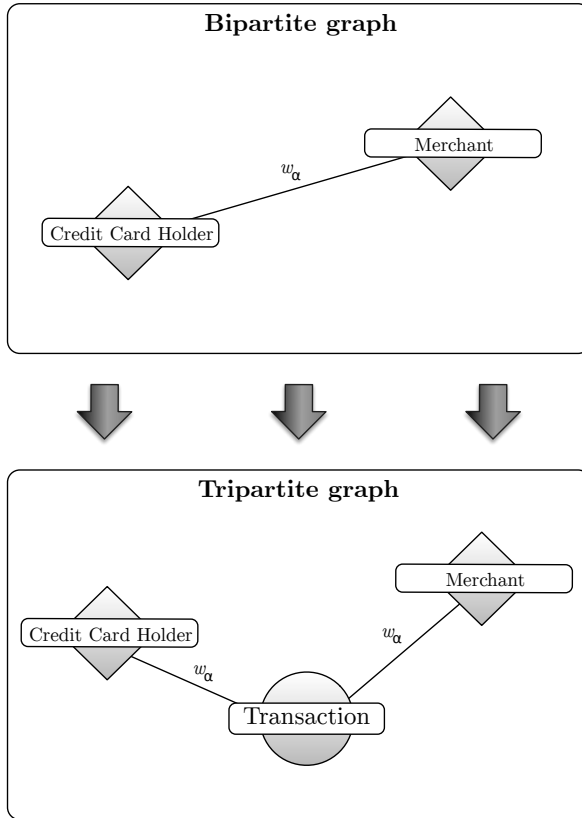 Bipartite graph
Merchant
w_α
Credit Card Holder
Tripartite graph
Merchant
Credit Card Holder
w_α
w_α
Transaction